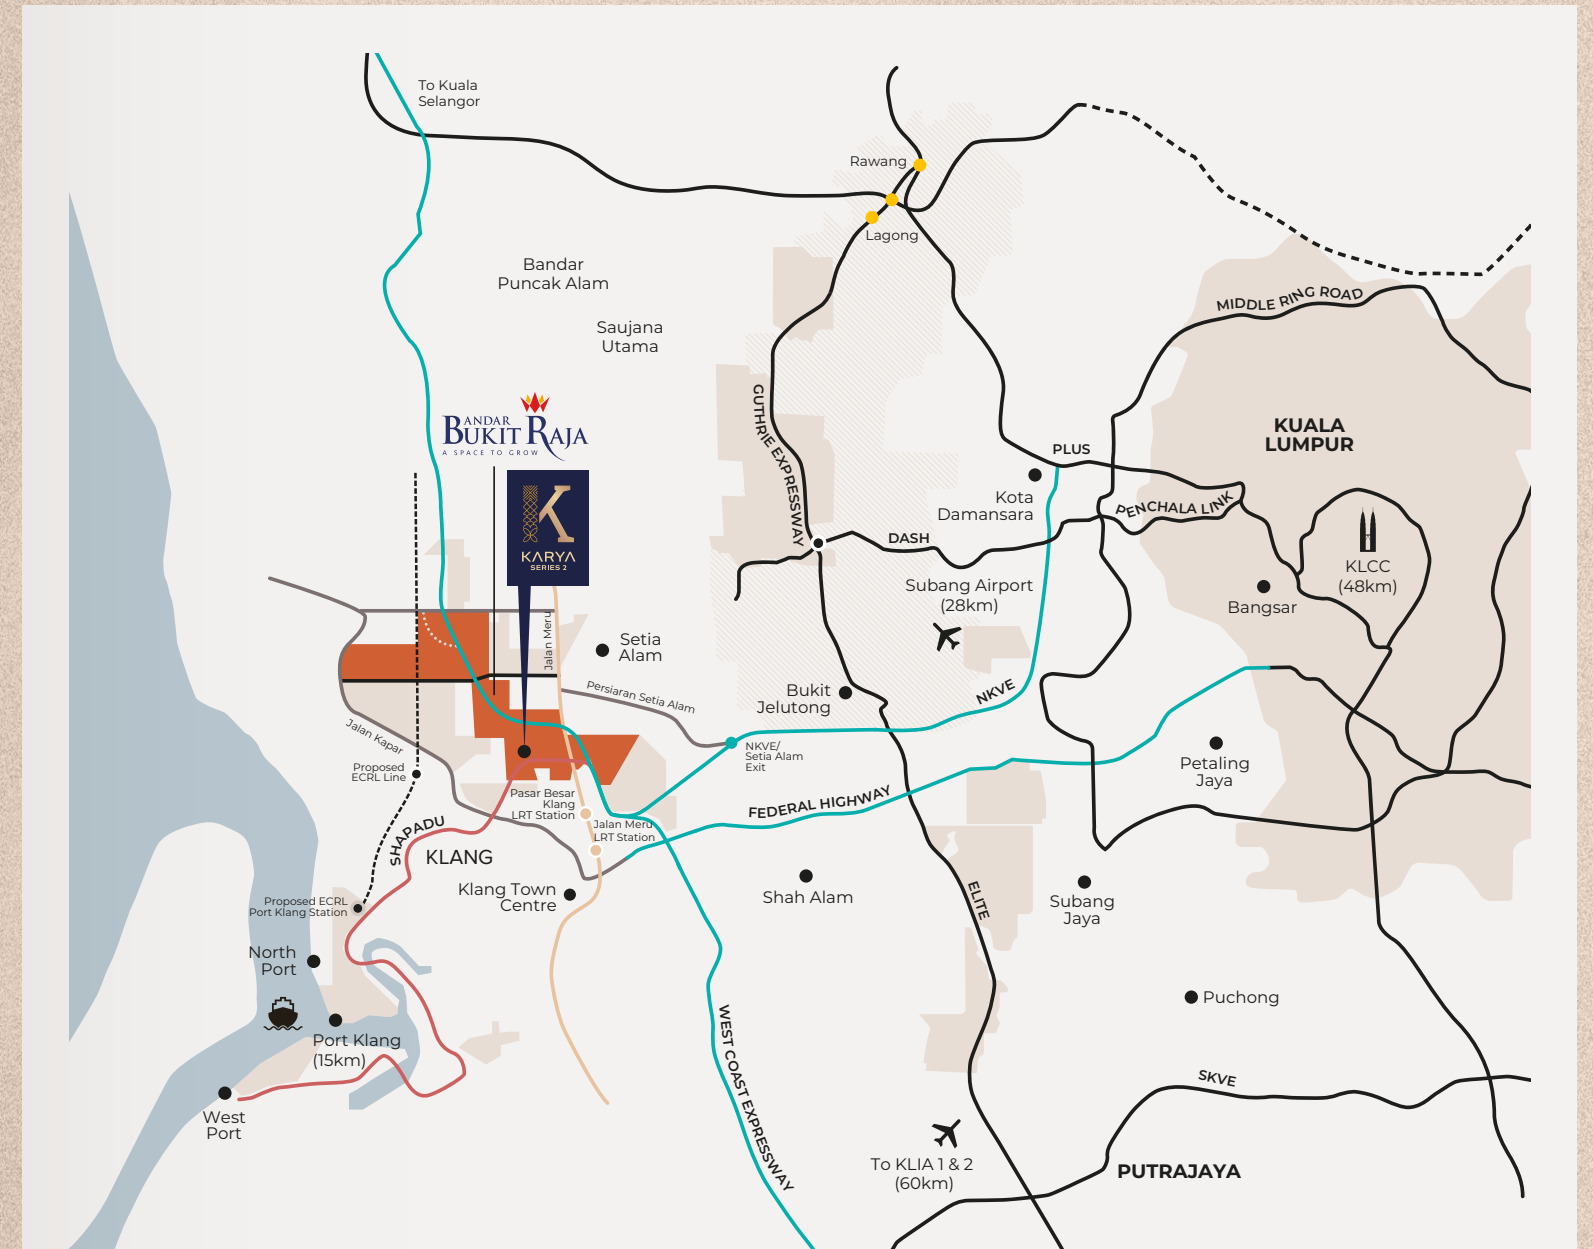 To Kuala
Selangor
Rawang
Lagong
Bandar
Puncak Alam
Saujana
Utama
MIDDLE RING ROAD
BANDAR
BUKIT RAJA
A SPACE TO GROW
GUTHRIE EXPRESSWAY
KUALA
LUMPUR
PLUS
Kota
Damansara
PENCHALA LINK
K
KARYA
SERIES 2
DASH
KLCC
(48km)
Subang Airport
(28km)
Bangsar
Jalan Meru
Setia
Alam
Persiaran Setia Alam
Bukit
Jelutong
NKVE
Jalan Kapar
NKVE/
Setia Alam
Exit
Proposed
ECRL Line
Petaling
Jaya
Pasar Besar
Klang
LRT Station
FEDERAL HIGHWAY
Jalan Meru
LRT Station
SHAPADU
KLANG
Klang Town
Centre
Shah Alam
ELITE
Subang
Jaya
Proposed ECRL
Port Klang Station
North
Port
Puchong
Port Klang
(15km)
WEST COAST EXPRESSWAY
SKVE
West
Port
To KLIA 1 & 2
(60km)
PUTRAJAYA